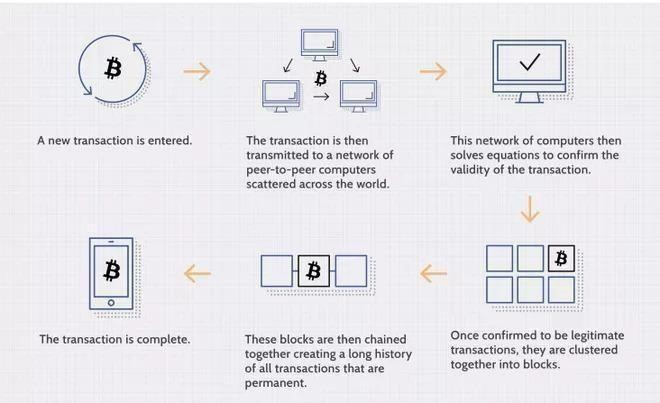 A new transaction is entered.
The transaction is then
transmitted to a network of
peer-to-peer computers
scattered across the world.
This network of computers then
solves equations to confirm the
validity of the transaction.
Once confirmed to be legitimate
transactions, they are clustered
together into blocks.
These blocks are then chained
together creating a long history
of all transactions that are
permanent.
The transaction is complete.